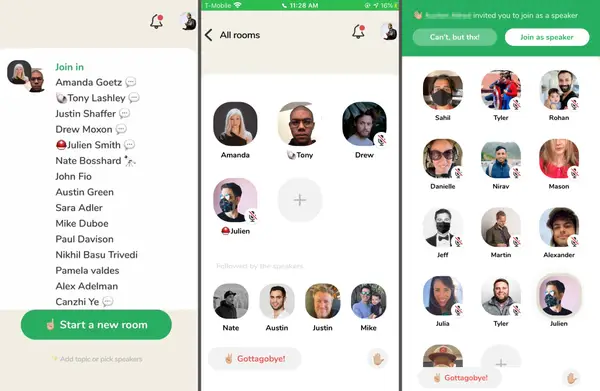 Join in
Amanda Goetz 💬
🐚Tony Lashley 💬
Justin Shaffer 💬
Drew Moxon 💬
⛑Julien Smith 💬
Nate Bosshard 🔭
John Fio
Austin Green
Sara Adler
Mike Duboe
Paul Davison
Nikhil Basu Trivedi
Pamela valdes
Alex Adelman
Canzhi Ye 💬
☝🏻 Start a new room
Add topic or pick speakers
T-Mobile 11:28 AM 16%
All rooms
Amanda 🐚Tony Drew
⛑Julien +
Followed by the speakers
Nate Austin Justin Mike
✌🏼 Gottagobye! ✋🏼
invited you to join as a speaker
Can't, but thx! Join as speaker
Sahil Tyler Rohan
Danielle Nirav Mason
Jeff Martin Alexander
Julia Tyler Julien
+
✌🏼 Gottagobye! ✋🏼